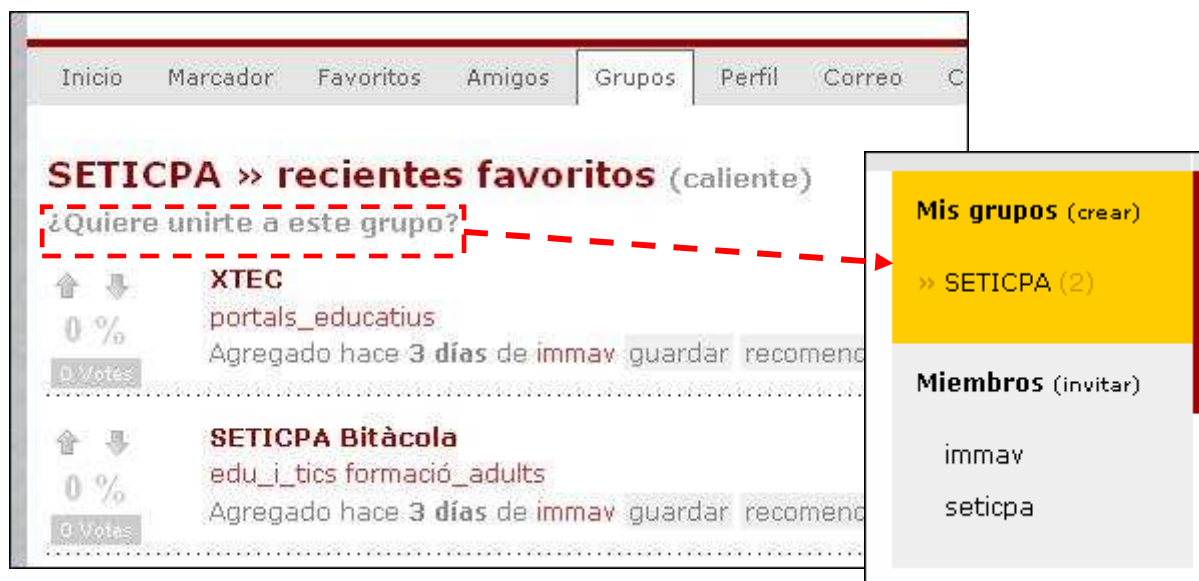 Inicio Marcador Favoritos Amigos Grupos Perfil Correo C
SETICPA » recientes favoritos (caliente)
¿Quiere unirte a este grupo?
XTEC
0 %
portals_educatius
0 Votes
Agregado hace 3 días de immav guardar recomend
SETICPA Bitàcola
0 %
edu_i_tics formació_adults
0 Votes
Agregado hace 3 días de immav guardar recomend
Mis grupos (crear)
» SETICPA (2)
Miembros (invitar)
immav
seticpa